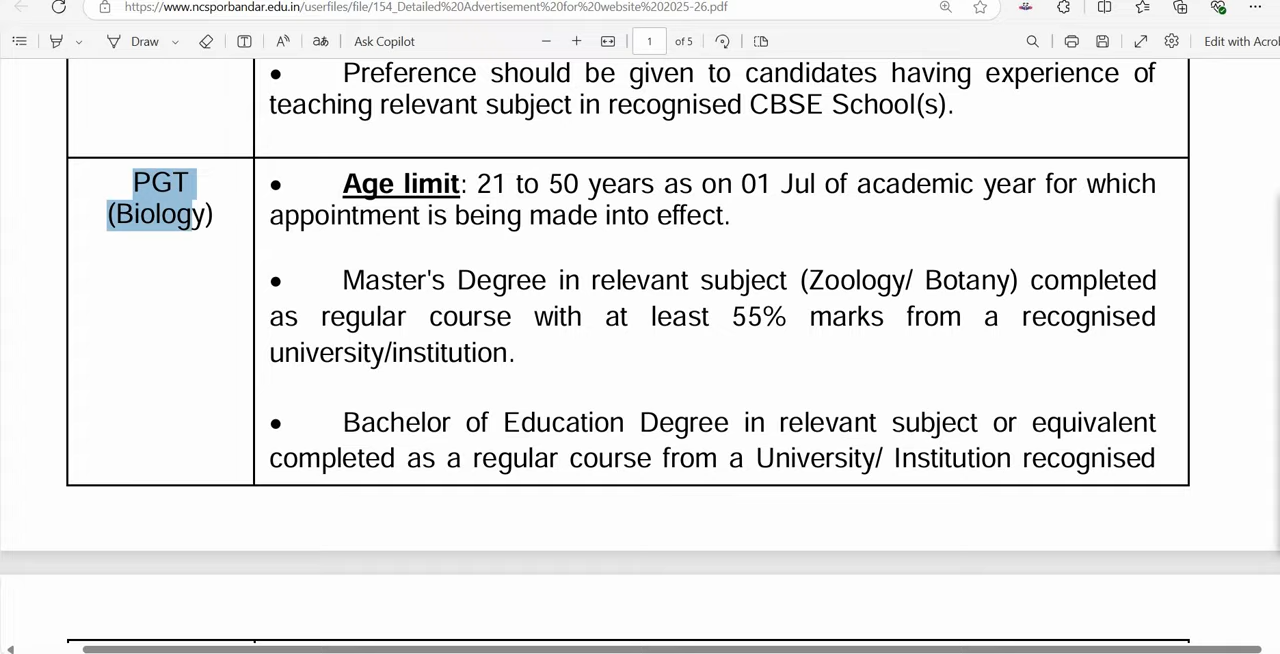 https://www.ncsporbandar.edu.in/userfiles/file/154_Detailed%20Advertisement%20for%20website%202025-26.pdf
Draw
Ask Copilot
1 of 5
Edit with Acrol
• Preference should be given to candidates having experience of
teaching relevant subject in recognised CBSE School(s).
PGT
(Biology)
• Age limit: 21 to 50 years as on 01 Jul of academic year for which
appointment is being made into effect.
• Master's Degree in relevant subject (Zoology/ Botany) completed
as regular course with at least 55% marks from a recognised
university/institution.
• Bachelor of Education Degree in relevant subject or equivalent
completed as a regular course from a University/ Institution recognised